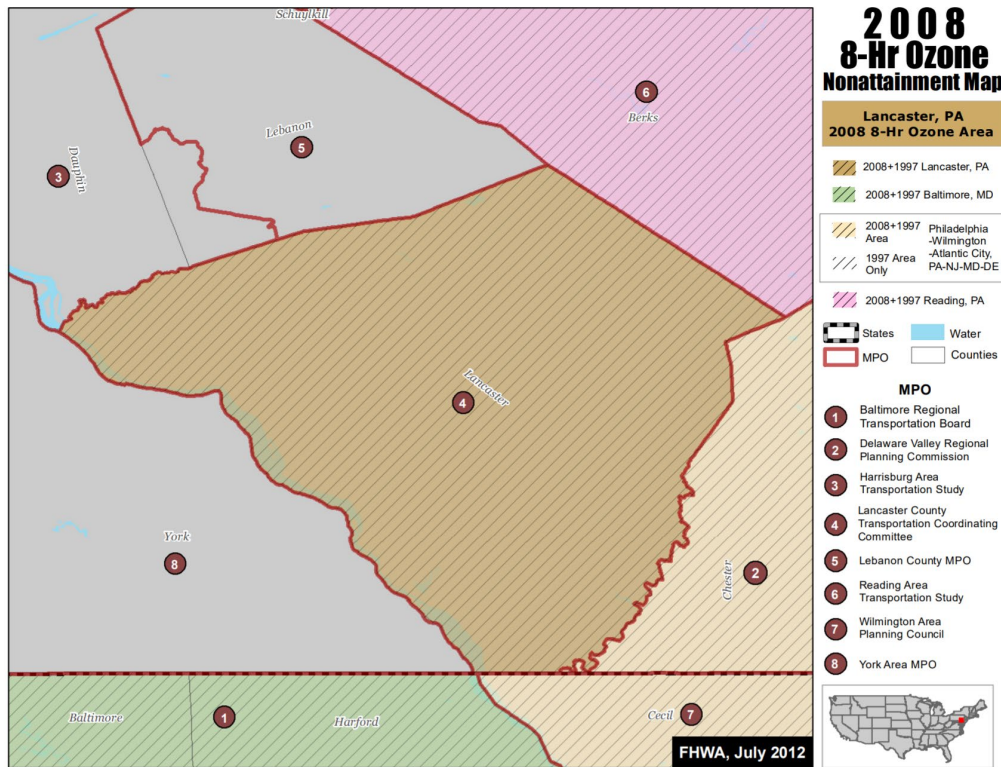 2008
8-Hr Ozone
Nonattainment Map
Lancaster, PA
2008 8-Hr Ozone Area
2008+1997 Lancaster, PA
2008+1997 Baltimore, MD
2008+1997
Area
1997 Area
Only
Philadelphia
-Wilmington
-Atlantic City,
PA-NJ-MD-DE
2008+1997 Reading, PA
States
Water
MPO
Counties
MPO
1 Baltimore Regional
Transportation Board
2 Delaware Valley Regional
Planning Commission
3 Harrisburg Area
Transportation Study
4 Lancaster County
Transportation Coordinating
Committee
5 Lebanon County MPO
6 Reading Area
Transportation Study
7 Wilmington Area
Planning Council
8 York Area MPO
Schuylkill
6
Berks
Lebanon
5
Dauphin
3
Lancaster
4
York
8
Chester
2
Baltimore
1
Harford
Cecil
7
FHWA, July 2012